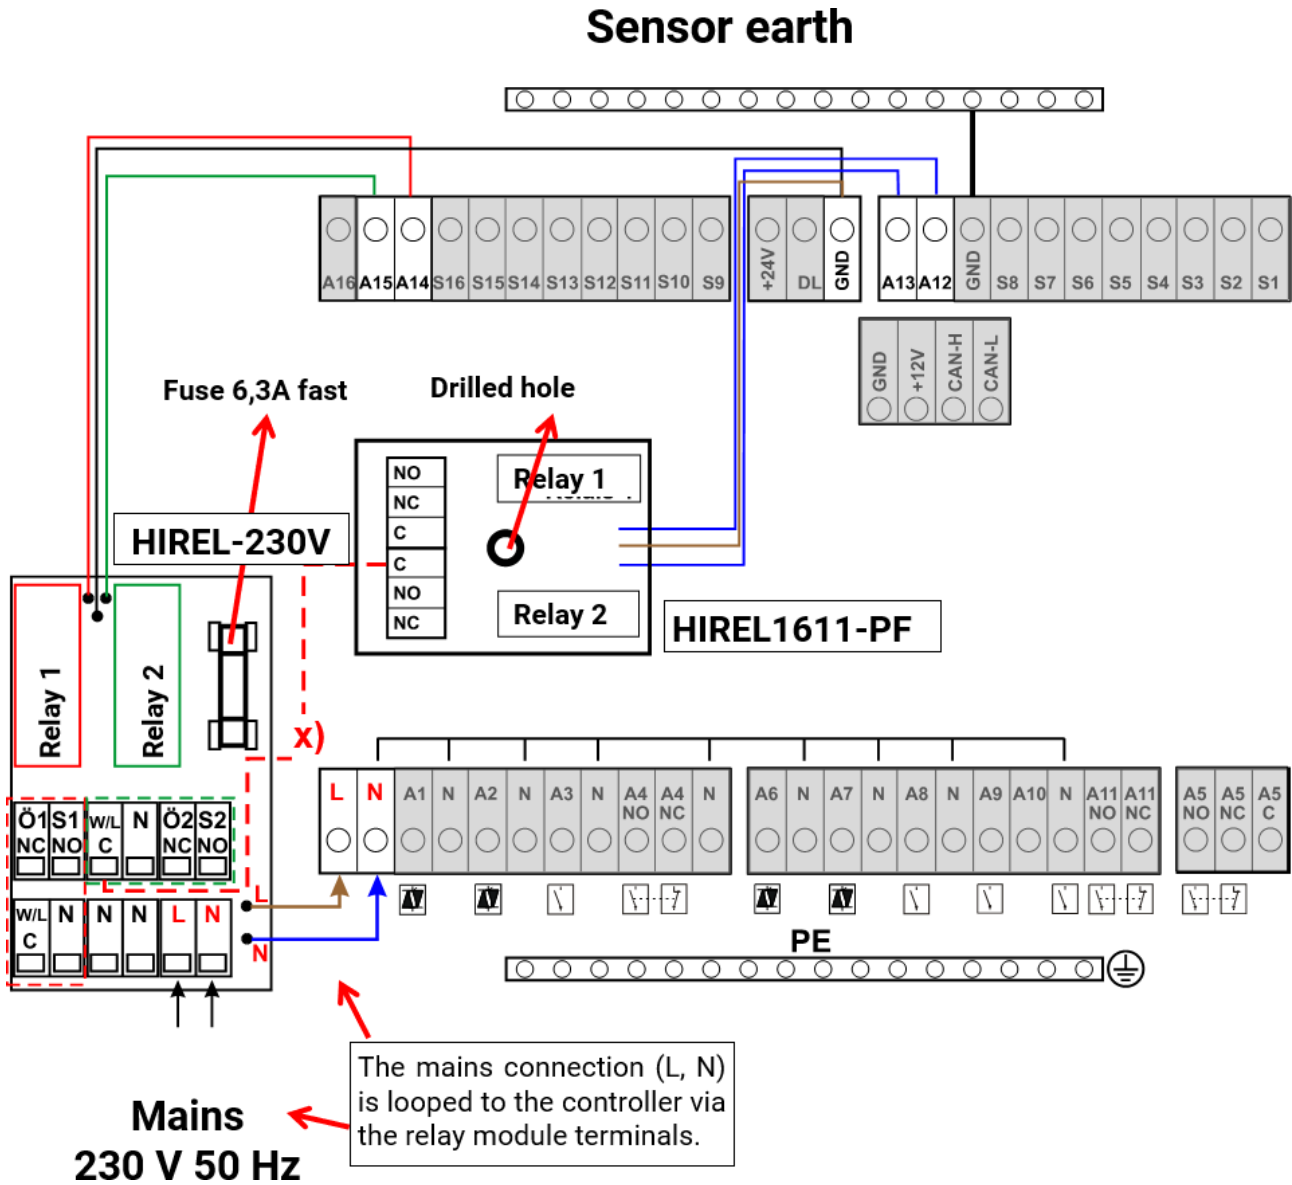 Sensor earth
A16 A15 A14 S16 S15 S14 S13 S12 S11 S10 S9
+24V DL GND
A13 A12 GND S8 S7 S6 S5 S4 S3 S2 S1
GND +12V CAN-H CAN-L
Fuse 6,3A fast
Drilled hole
NO
NC
C
C
NO
NC
Relay 1
Relay 2
HIREL-230V
HIREL1611-PF
Relay 1
Relay 2
x)
L N A1 N A2 N A3 N A4 A4 N
NO NC
A6 N A7 N A8 N A9 A10 N A11 A11
NO NC
A5 A5 A5
NO NC C
Ö1 S1 W/L N Ö2 S2
NC NO C NC NO
W/L N N N L N
C
L
N
PE
The mains connection (L, N)
is looped to the controller via
the relay module terminals.
Mains
230 V 50 Hz